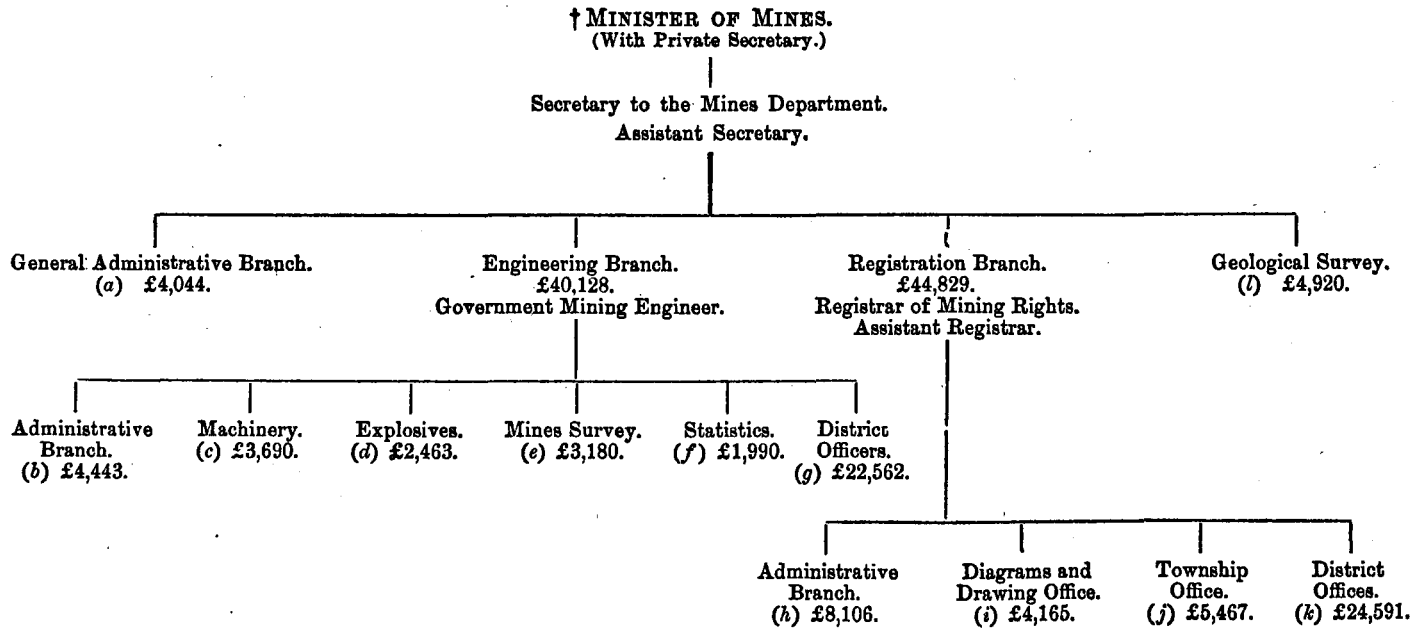 † MINISTER OF MINES.
(With Private Secretary.)
Secretary to the Mines Department.
Assistant Secretary.
General Administrative Branch.
(a) £4,044.
Engineering Branch.
£40,128.
Government Mining Engineer.
Registration Branch.
£44,829.
Registrar of Mining Rights.
Assistant Registrar.
Geological Survey.
(l) £4,920.
Administrative
Branch.
(b) £4,443.
Machinery.
(c) £3,690.
Explosives.
(d) £2,463.
Mines Survey.
(e) £3,180.
Statistics.
(f) £1,990.
District
Officers.
(g) £22,562.
Administrative
Branch.
(h) £8,106.
Diagrams and
Drawing Office.
(i) £4,165.
Township
Office.
(j) £5,467.
District
Offices.
(k) £24,591.